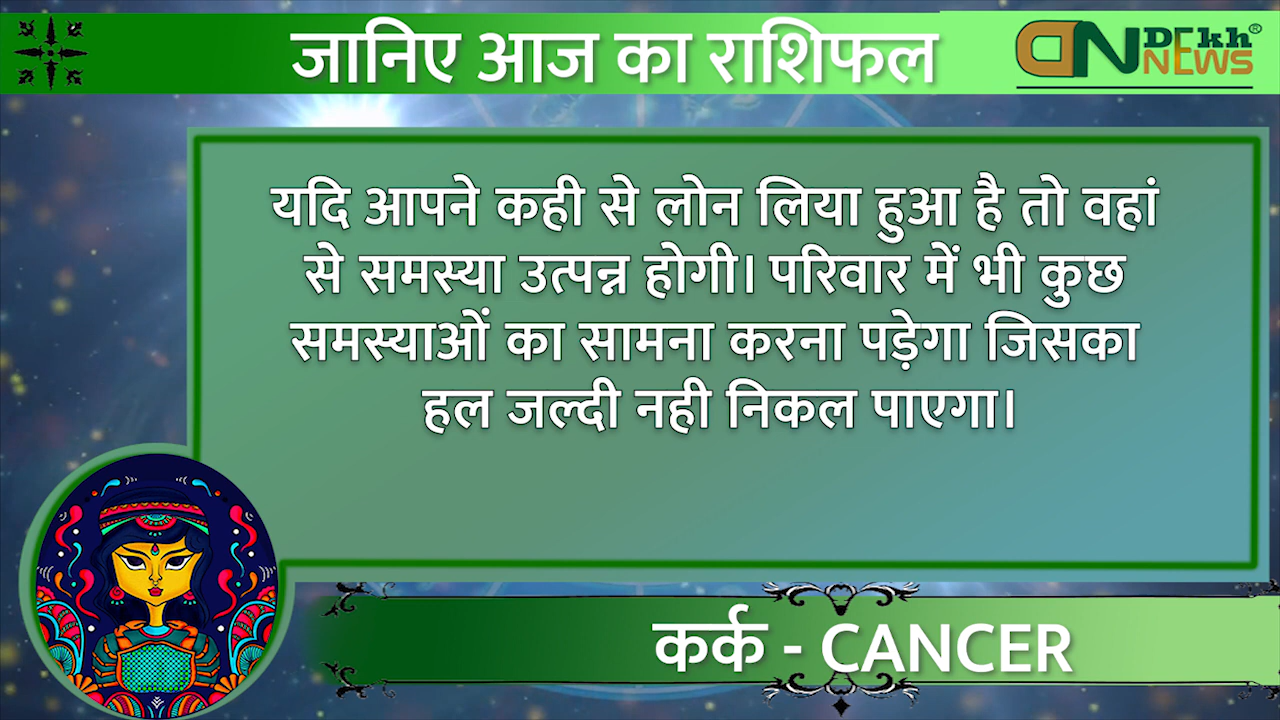 जानिए आज का राशिफल
DN DEkh NEWS®
यदि आपने कही से लोन लिया हुआ है तो वहां
से समस्या उत्पन्न होगी। परिवार में भी कुछ
समस्याओं का सामना करना पड़ेगा जिसका
हल जल्दी नही निकल पाएगा।
कर्क - CANCER